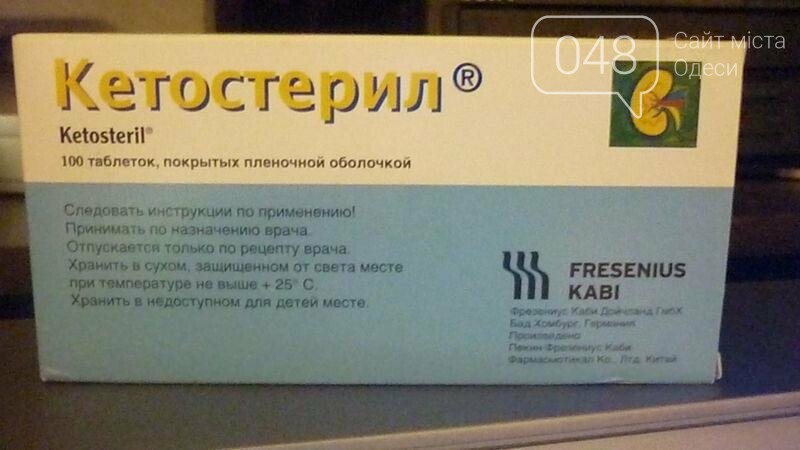 048
Сайт міста
Одеси
Кетостерил®
Ketosteril®
100 таблеток, покрытых пленочной оболочкой
Следовать инструкции по применению!
Принимать по назначению врача.
Отпускается только по рецепту врача.
Хранить в сухом, защищенном от света месте
при температуре не выше + 25° С.
Хранить в недоступном для детей месте.
FRESENIUS
KABI
Фрезениус Каби Дойчланд ГмбХ
Бад Хомбург, Германия
Произведено
Пекин Фрезениус Каби
Фармасьютикал Ко., Лтд. Китай